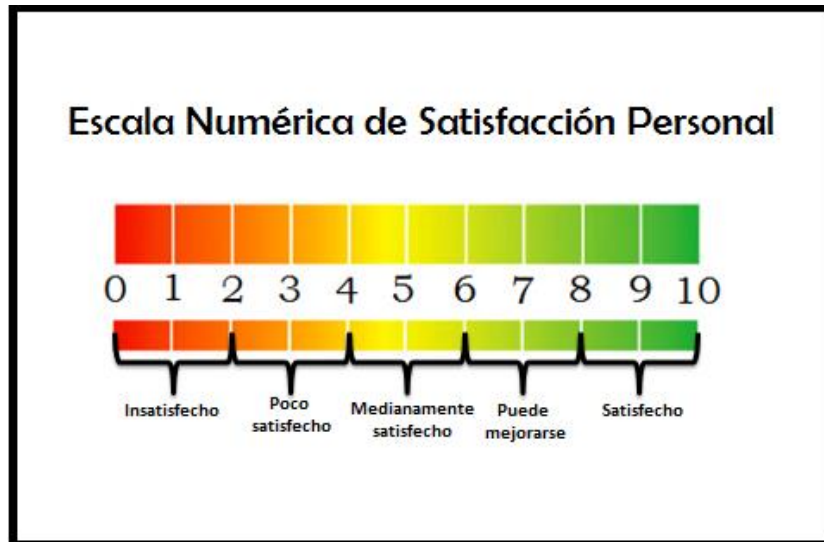 Escala Numérica de Satisfacción Personal
0 1 2 3 4 5 6 7 8 9 10
Insatisfecho
Poco
satisfecho
Medianamente
satisfecho
Puede
mejorarse
Satisfecho